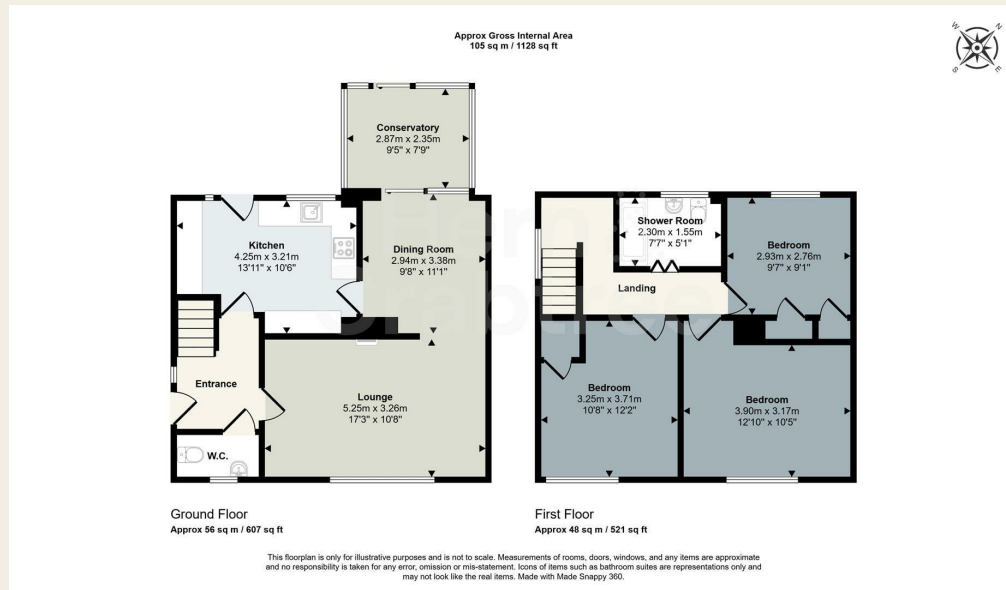 Approx Gross Internal Area
105 sq m / 1128 sq ft
W
N
S
E
Conservatory
2.87m x 2.35m
9'5" x 7'9"
Kitchen
4.25m x 3.21m
13'11" x 10'6"
Dining Room
2.94m x 3.38m
9'8" x 11'1"
Entrance
Lounge
5.25m x 3.26m
17'3" x 10'8"
W.C.
Shower Room
2.30m x 1.55m
7'7" x 5'1"
Bedroom
2.93m x 2.76m
9'7" x 9'1"
Landing
Bedroom
3.25m x 3.71m
10'8" x 12'2"
Bedroom
3.90m x 3.17m
12'10" x 10'5"
Ground Floor
Approx 56 sq m / 607 sq ft
First Floor
Approx 48 sq m / 521 sq ft
This floorplan is only for illustrative purposes and is not to scale. Measurements of rooms, doors, windows, and any items are approximate
and no responsibility is taken for any error, omission or mis-statement. Icons of items such as bathroom suites are representations only and
may not look like the real items. Made with Made Snappy 360.